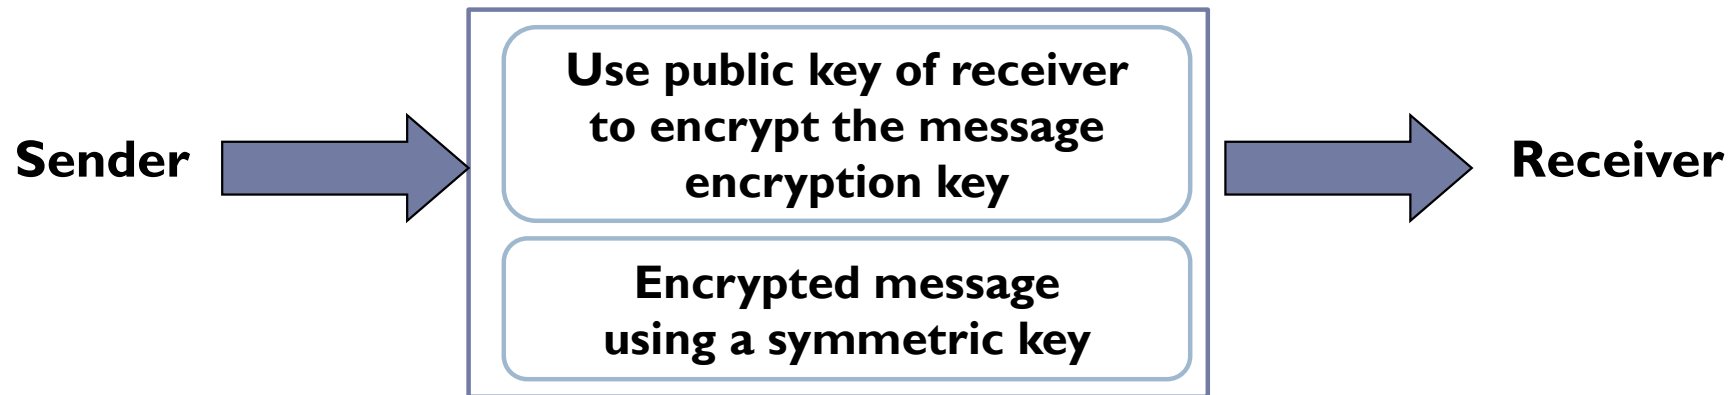 Sender
Use public key of receiver
to encrypt the message
encryption key
Encrypted message
using a symmetric key
Receiver